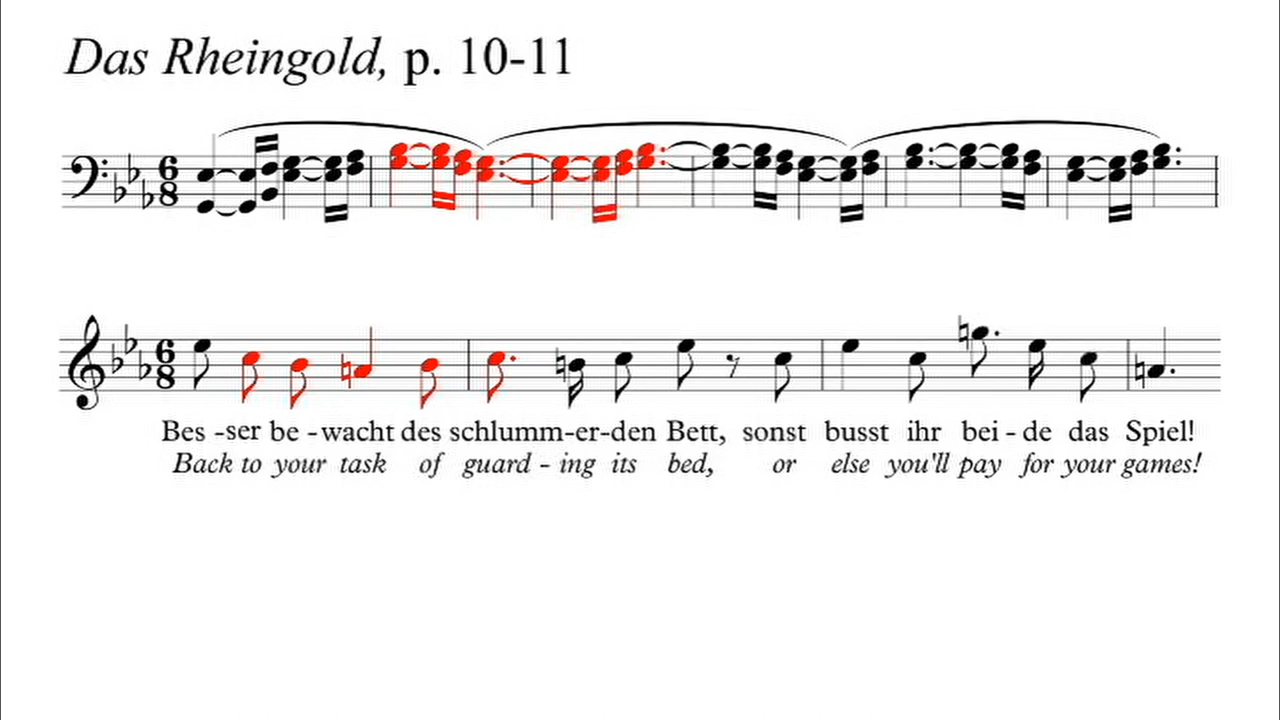 Das Rheingold, p. 10-11
6
8
6
8
Bes -ser be -wacht des schlumm-er-den Bett, sonst busst ihr bei - de das Spiel!
Back to your task of guard - ing its bed, or else you'll pay for your games!